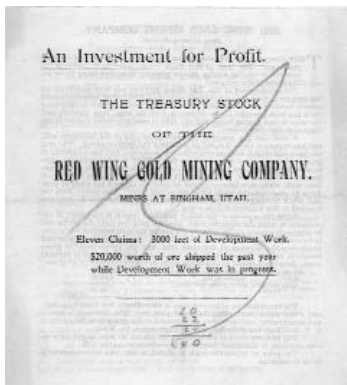 An Investment for Profit.
THE TREASURY STOCK
OF THE
RED WING GOLD MINING COMPANY.
MINES AT BINGHAM, UTAH.
Eleven Claims: 3000 feet of Development Work.
$20,000 worth of ore shipped the past year
while Development Work was in progress.